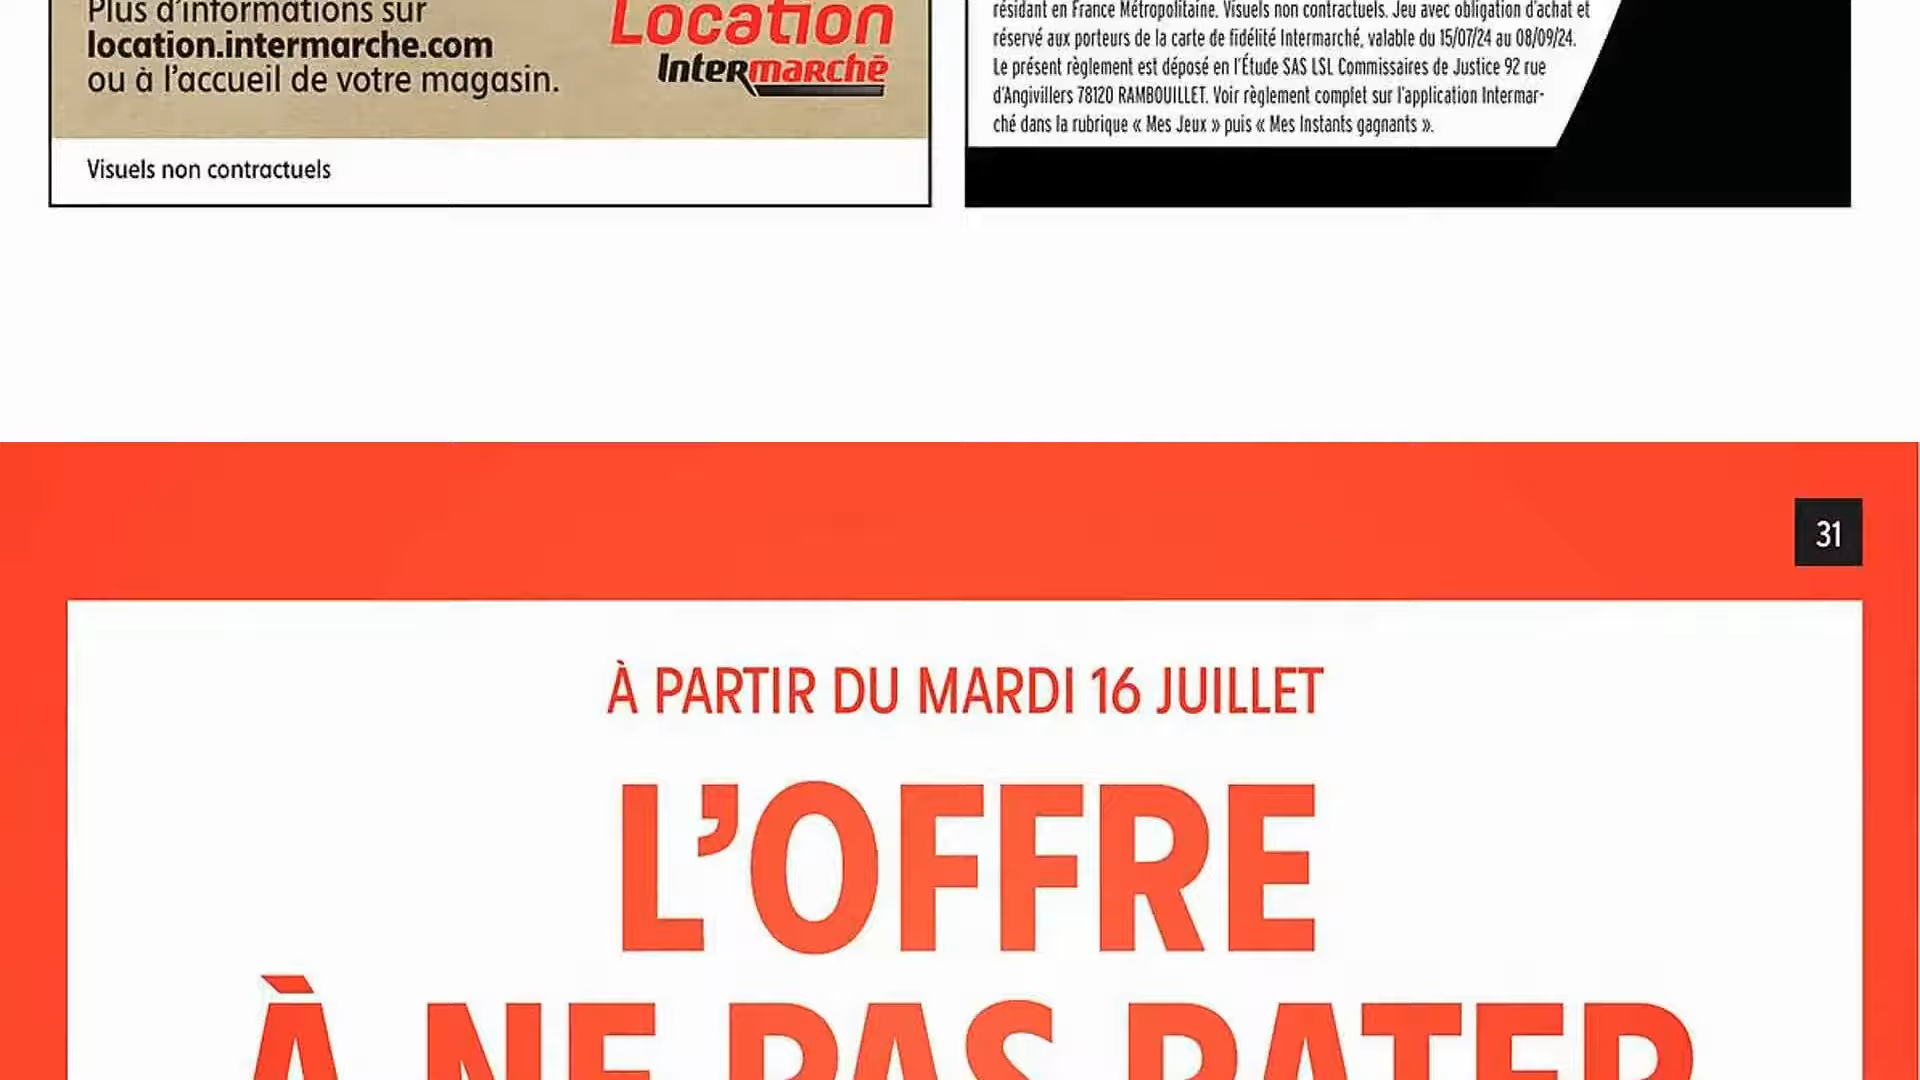 Plus d'informations sur
location.intermarche.com
ou à l'accueil de votre magasin.
Location
Intermarché
Visuels non contractuels
résidant en France Métropolitaine. Visuels non contractuels. Jeu avec obligation d'achat et
réservé aux porteurs de la carte de fidélité Intermarché, valable du 15/07/24 au 08/09/24.
Le présent règlement est déposé en l'Étude SAS LSL Commissaires de Justice 92 rue
d'Angivillers 78120 RAMBOUILLET. Voir règlement complet sur l'application Intermar-
ché dans la rubrique « Mes Jeux » puis « Mes Instants gagnants ».
31
À PARTIR DU MARDI 16 JUILLET
L'OFFRE
À NE PAS RATER